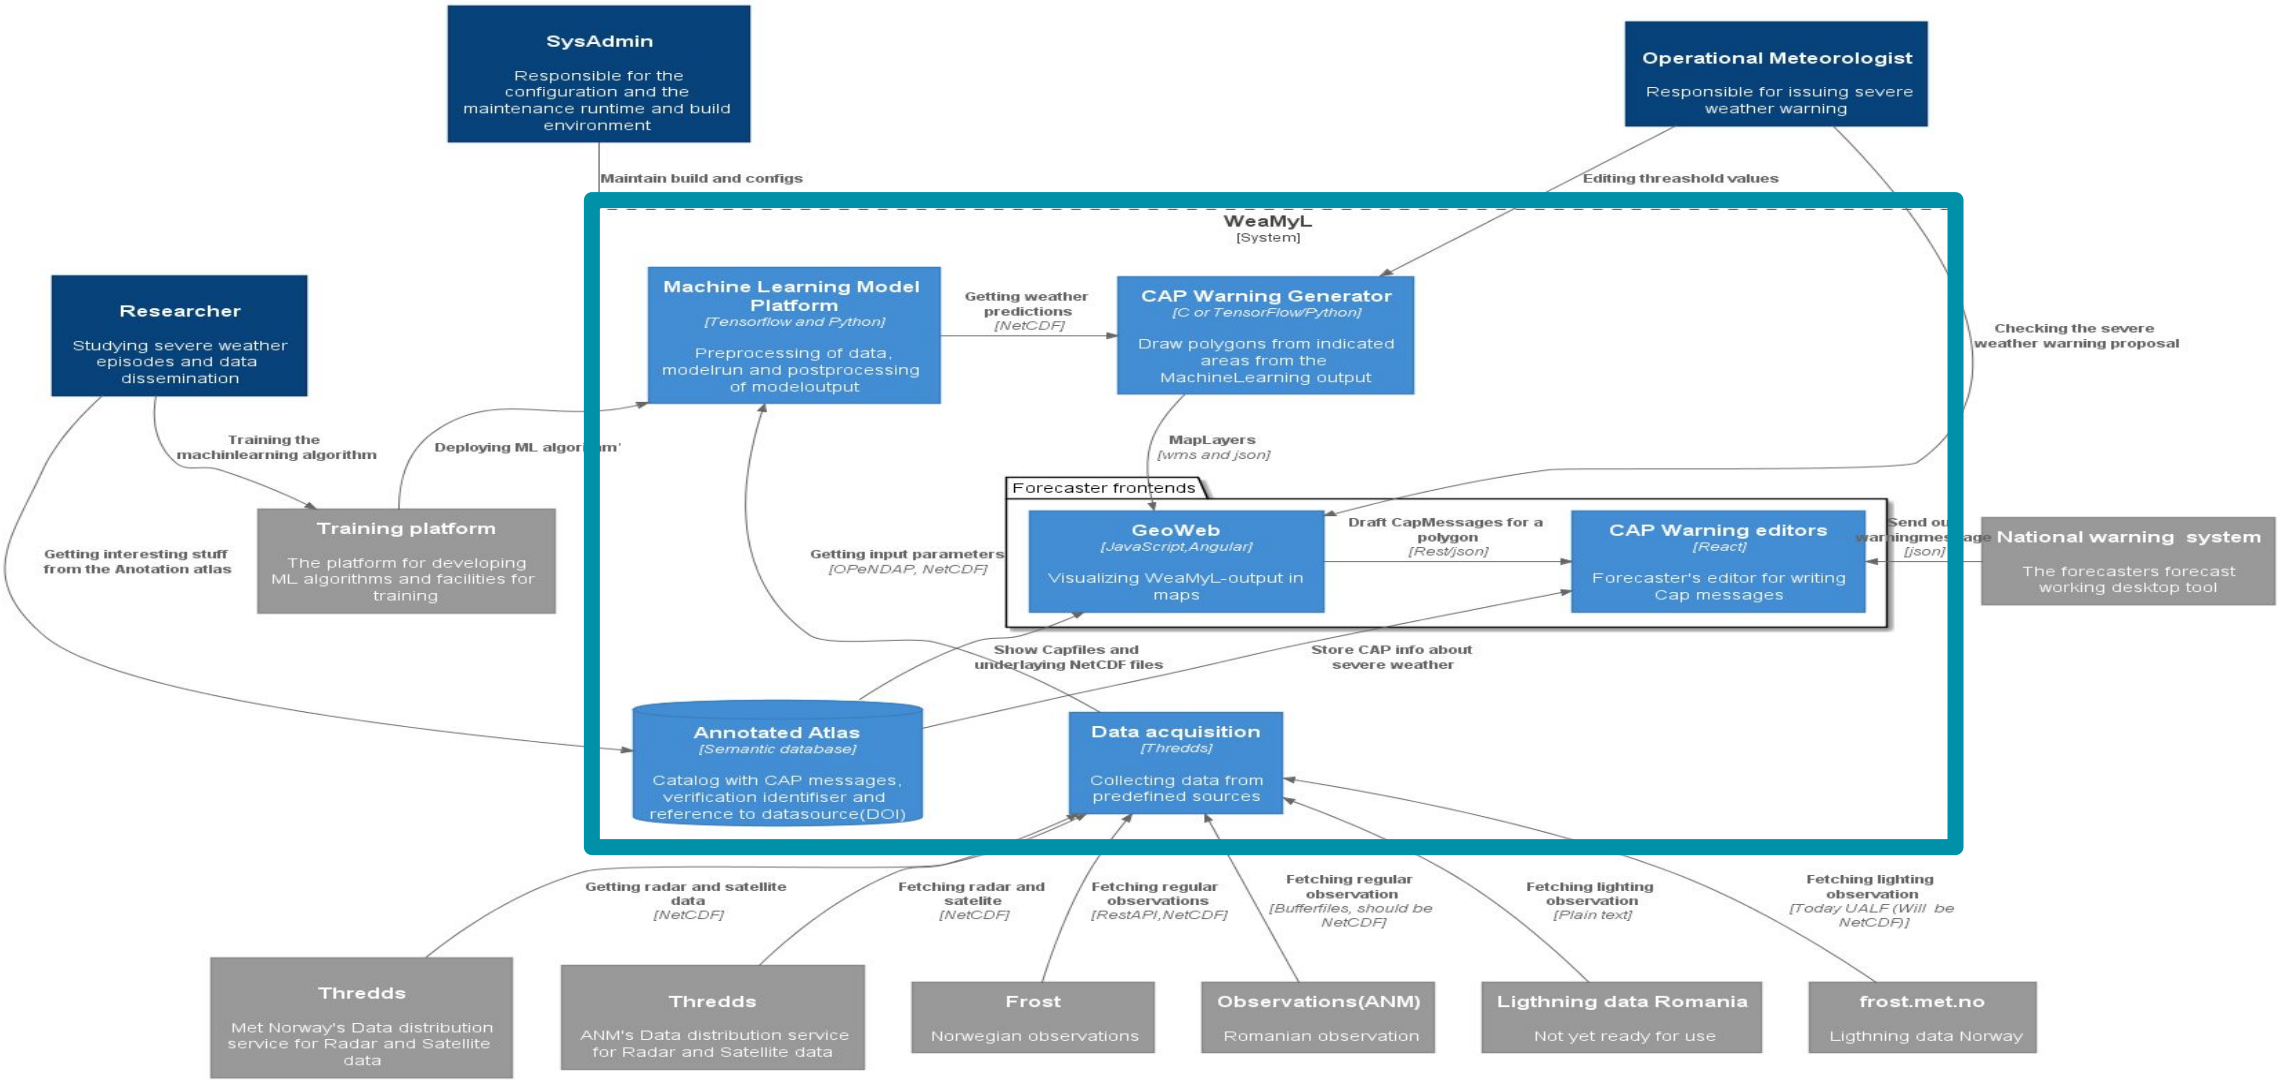 SysAdmin
Responsible for the
configuration and the
maintenance runtime and build
environment
Operational Meteorologist
Responsible for issuing severe
weather warning
Maintain build and configs
Editing threashold values
WeaMyL
[System]
Researcher
Studying severe weather
episodes and data
dissemination
Machine Learning Model
Platform
[Tensorflow and Python]
Preprocessing of data,
modelrun and postprocessing
of modeloutput
Getting weather
predictions
[NetCDF]
CAP Warning Generator
[C or TensorFlow/Python]
Draw polygons from indicated
areas from the
MachineLearning output
Checking the severe
weather warning proposal
Training the
machinlearning algorithm
Deploying ML algorithm'
MapLayers
[wms and json]
Forecaster frontends
Training platform
The platform for developing
ML algorithms and facilities for
training
Getting interesting stuff
from the Anotation atlas
Getting input parameters
[OPeNDAP, NetCDF]
GeoWeb
[JavaScript,Angular]
Visualizing WeaMyL-output in
maps
Draft CapMessages for a
polygon
[Rest/json]
CAP Warning editors
[React]
Forecaster's editor for writing
Cap messages
Send out
warningmessage
[json]
National warning system
The forecasters forecast
working desktop tool
Show Capfiles and
underlaying NetCDF files
Store CAP info about
severe weather
Annotated Atlas
[Semantic database]
Catalog with CAP messages,
verification identifiser and
reference to datasource(DOI)
Data acquisition
[Thredds]
Collecting data from
predefined sources
Getting radar and satellite
data
[NetCDF]
Fetching radar and
satelite
[NetCDF]
Fetching regular
observations
[RestAPI,NetCDF]
Fetching regular
observation
[Bufferfiles, should be
NetCDF]
Fetching lighting
observation
[Plain text]
Fetching lighting
observation
[Today UALF (Will be
NetCDF)]
Thredds
Met Norway's Data distribution
service for Radar and Satellite
data
Thredds
ANM's Data distribution service
for Radar and Satellite data
Frost
Norwegian observations
Observations(ANM)
Romanian observation
Ligthning data Romania
Not yet ready for use
frost.met.no
Ligthning data Norway